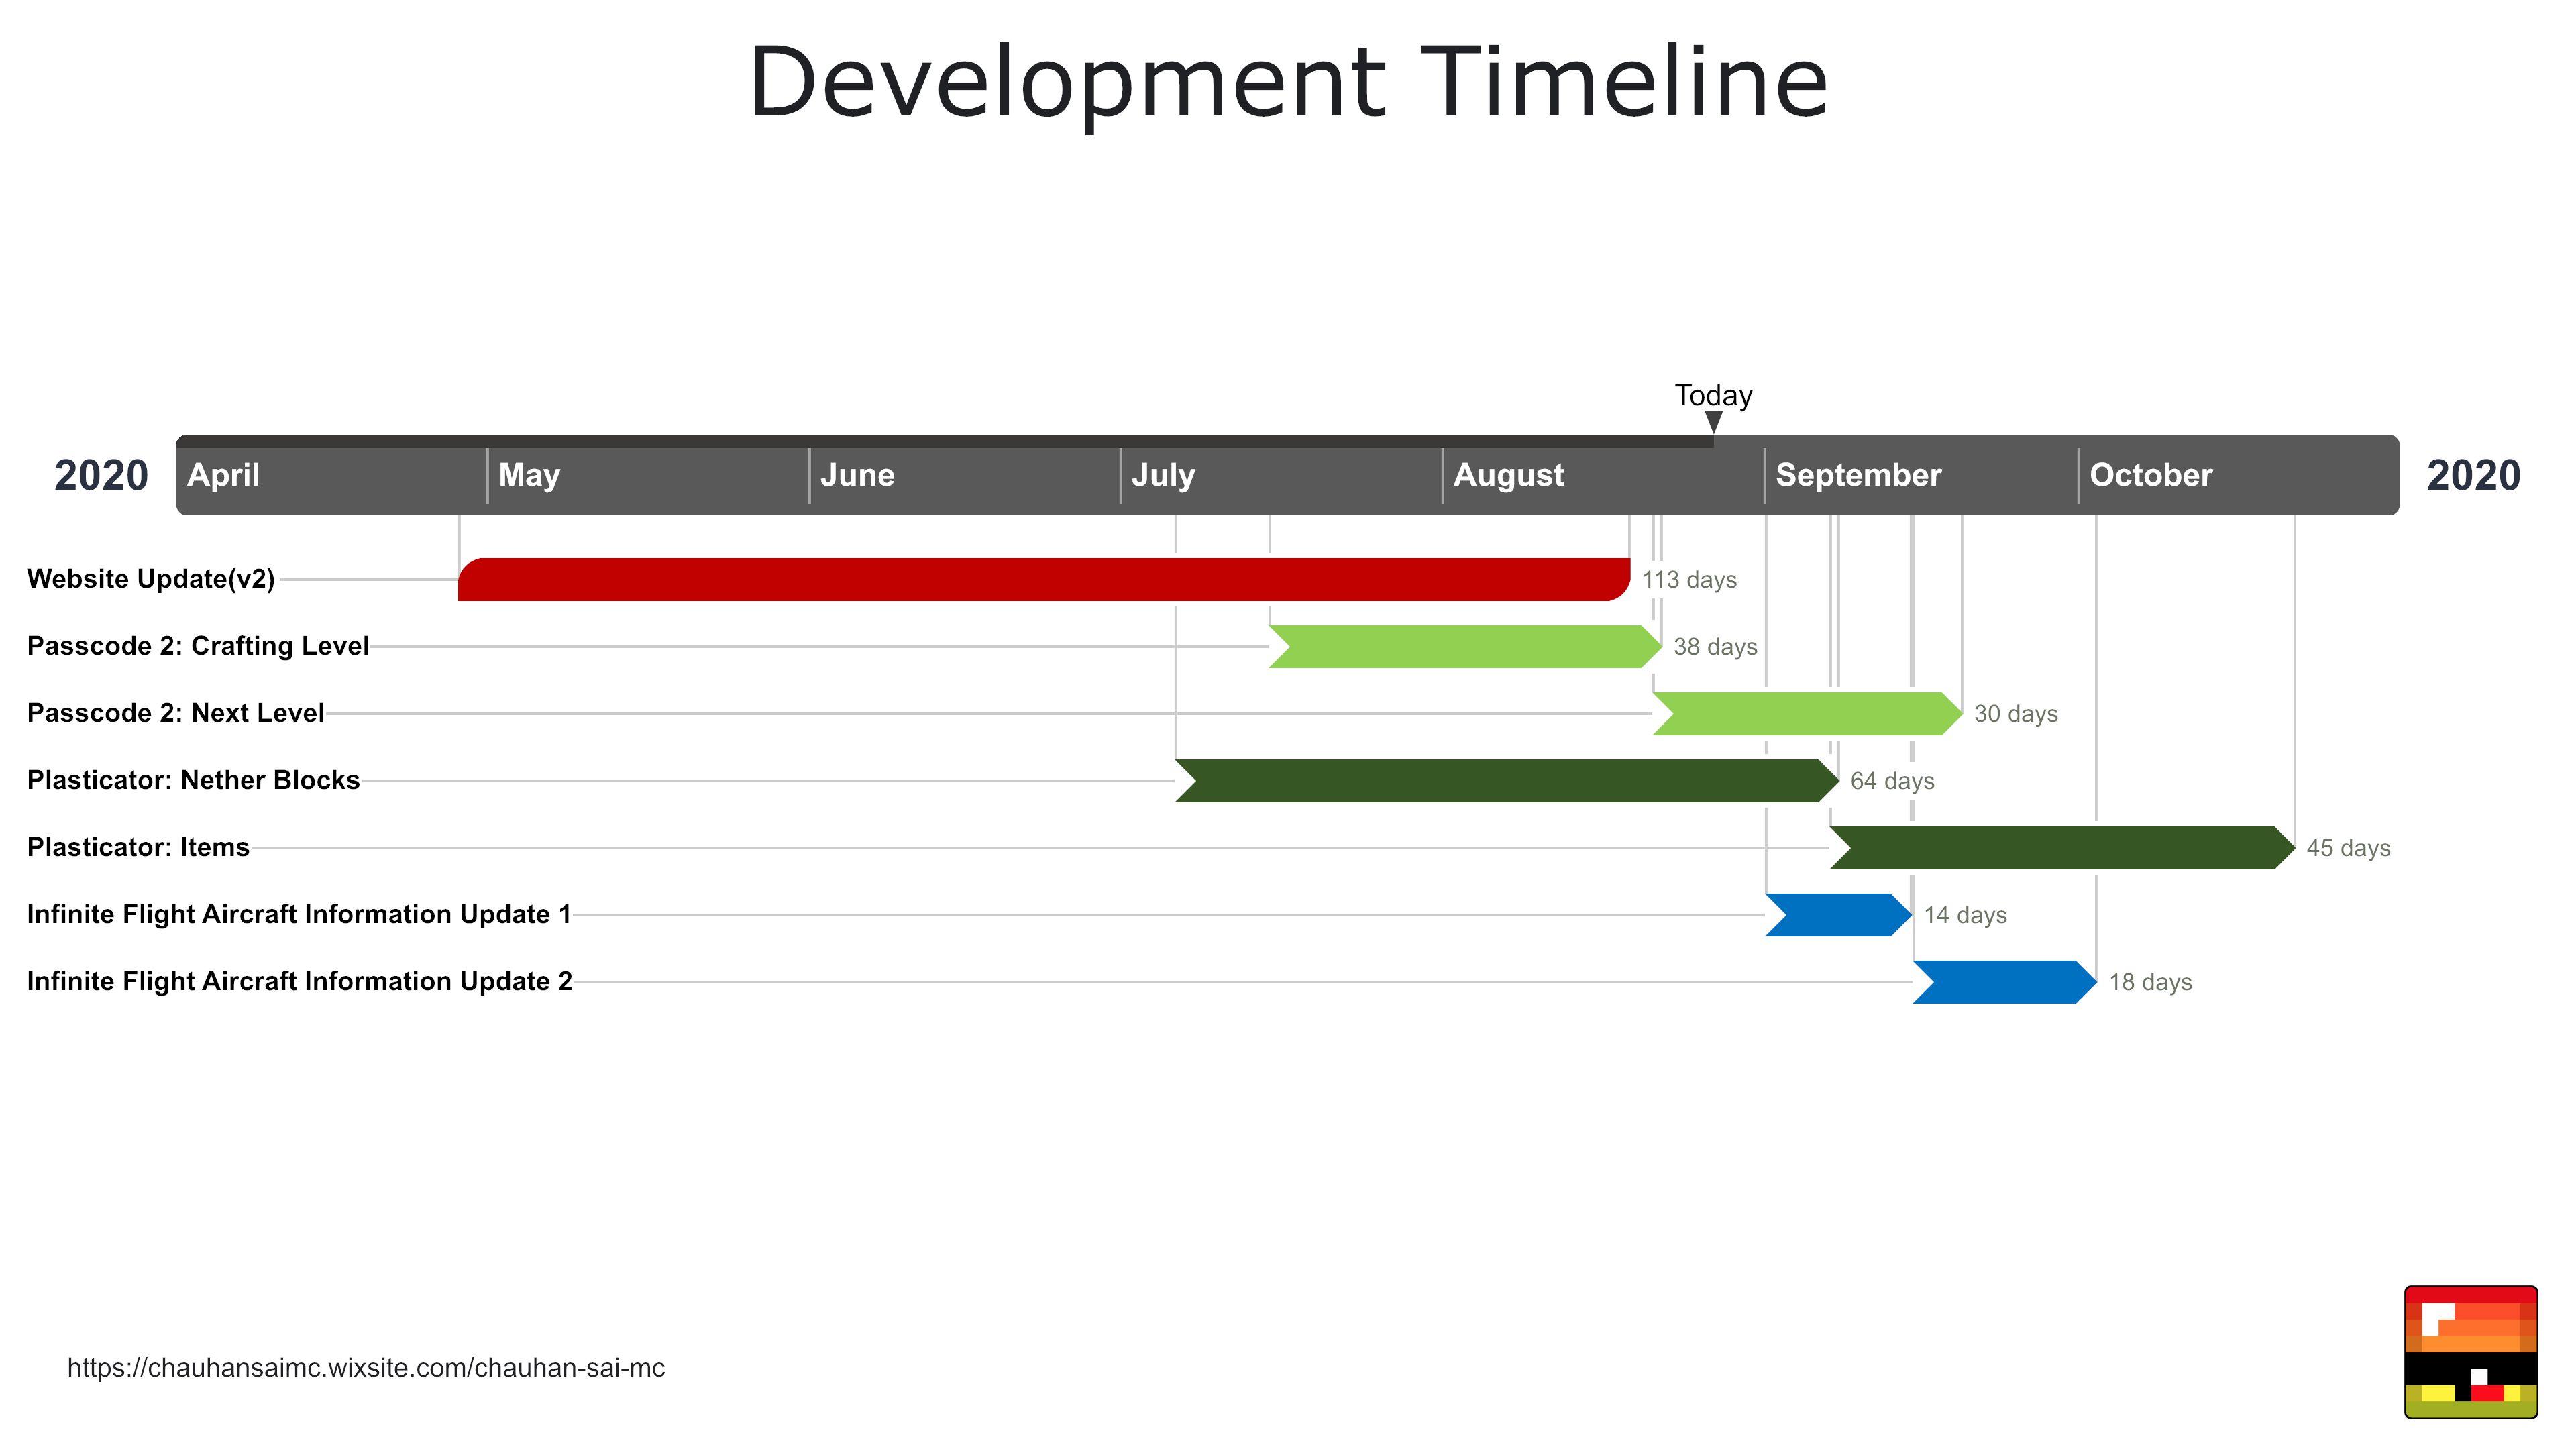 Development Timeline
Today
2020 April May June July August September October 2020
Website Update(v2) 113 days
Passcode 2: Crafting Level 38 days
Passcode 2: Next Level 30 days
Plasticator: Nether Blocks 64 days
Plasticator: Items 45 days
Infinite Flight Aircraft Information Update 1 14 days
Infinite Flight Aircraft Information Update 2 18 days
https://chauhansaimc.wixsite.com/chauhan-sai-mc